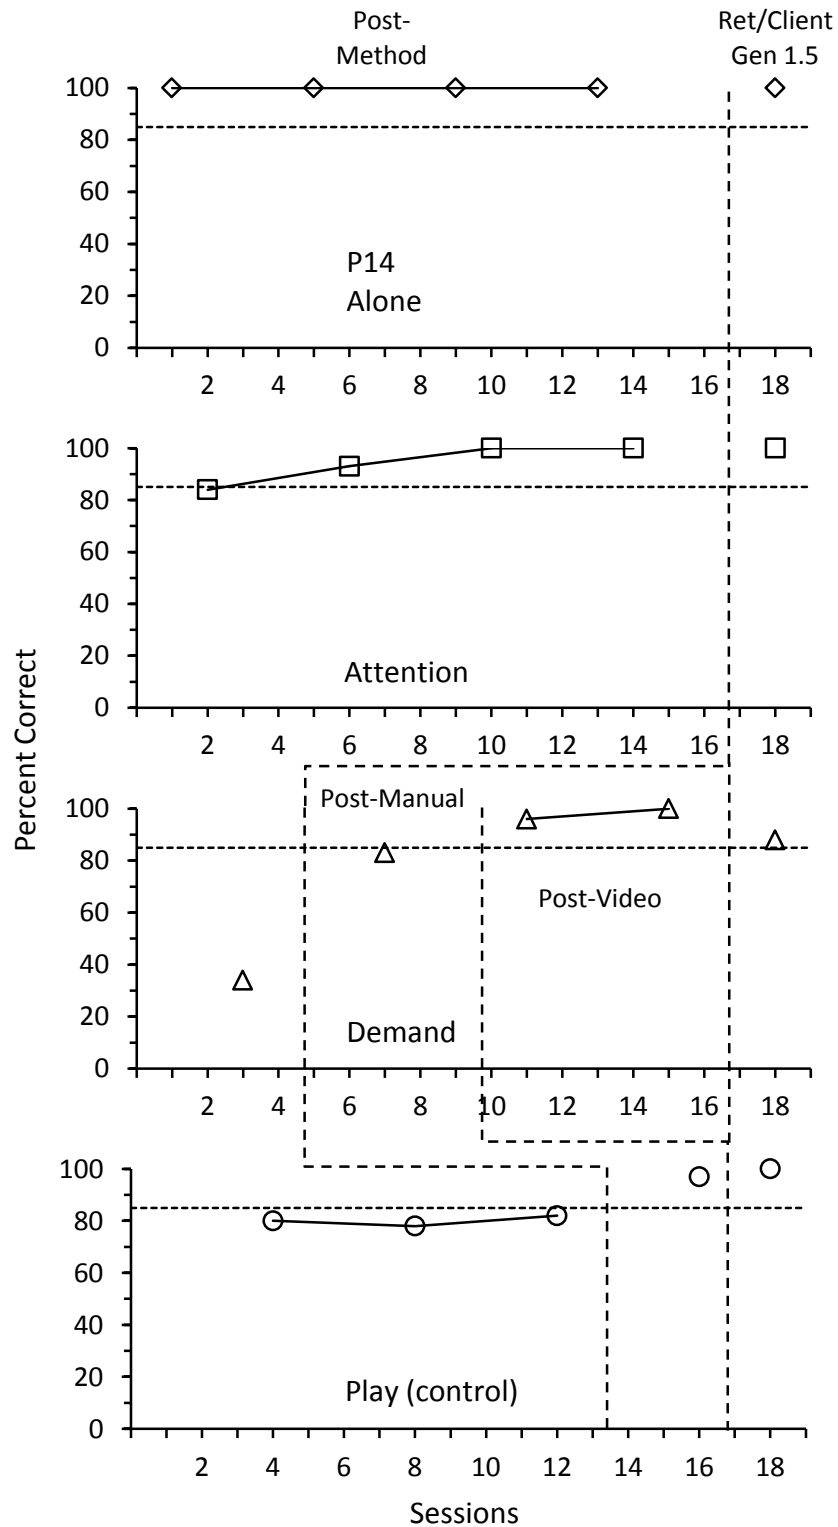 Post-
Method
Ret/Client
Gen 1.5
100
80
60
40
20
0
P14
Alone
2 4 6 8 10 12 14 16 18
100
80
60
40
20
0
Attention
2 4 6 8 10 12 14 16 18
Percent Correct
100
80
60
40
20
0
Post-Manual
Post-Video
Demand
2 4 6 8 10 12 14 16 18
100
80
60
40
20
0
Play (control)
2 4 6 8 10 12 14 16 18
Sessions